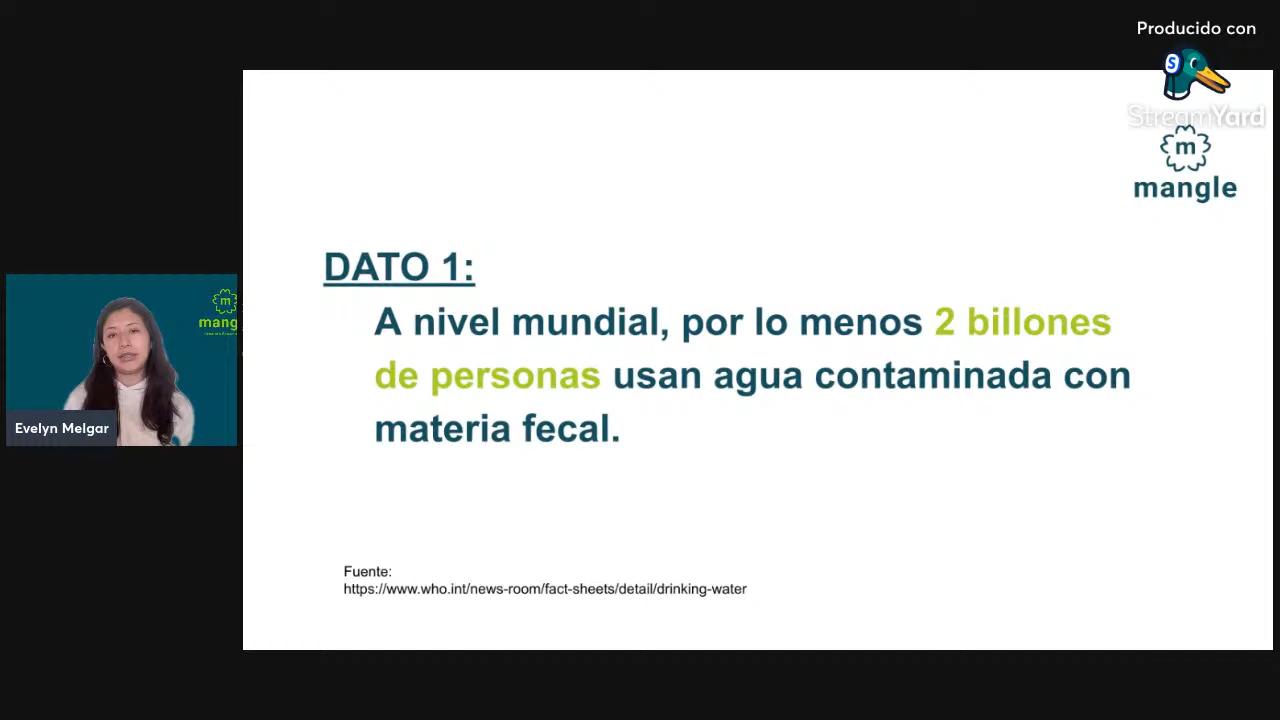 Producido con
StreamYard
m
mangle
DATO 1:
A nivel mundial, por lo menos 2 billones
de personas usan agua contaminada con
materia fecal.
m
mang
Evelyn Melgar
Fuente:
https://www.who.int/news-room/fact-sheets/detail/drinking-water